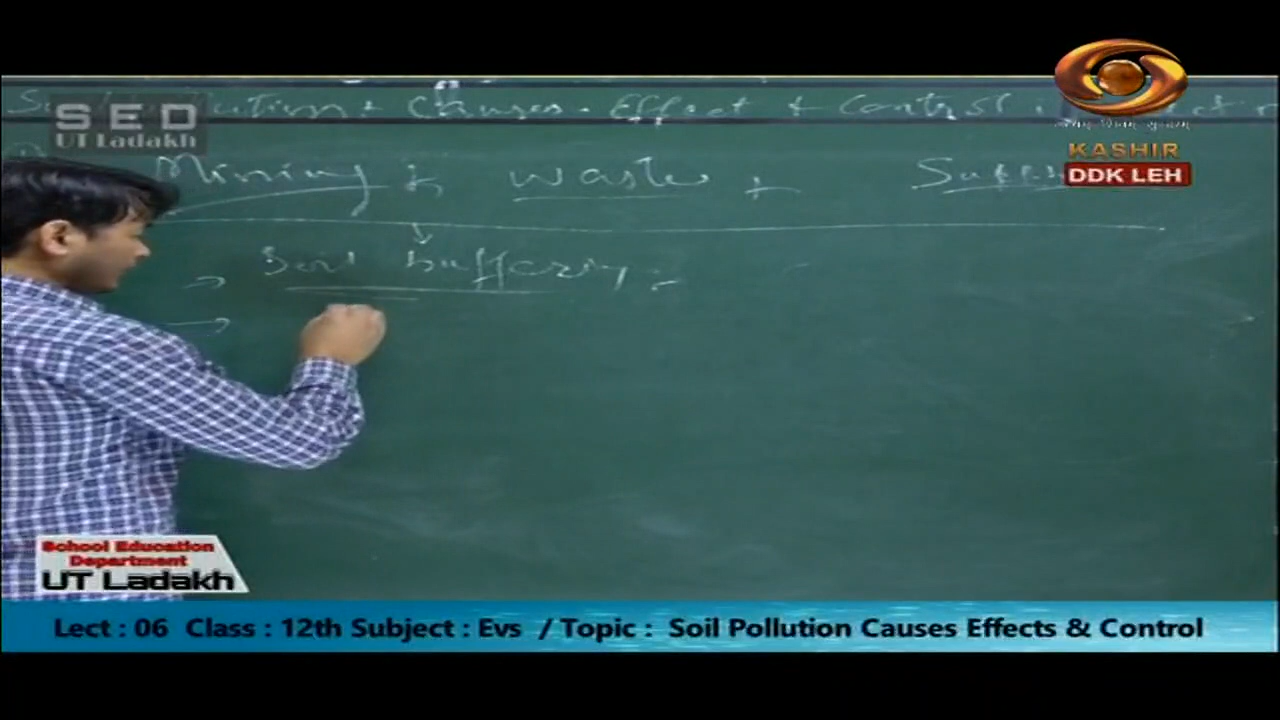 Causes. Effect & Control
SED
UT Ladakh
Mining & waste
KASHIR
DDK LEH
Soil buffering :-
School Education
Department
UT Ladakh
Lect : 06 Class : 12th Subject : Evs / Topic : Soil Pollution Causes Effects & Control